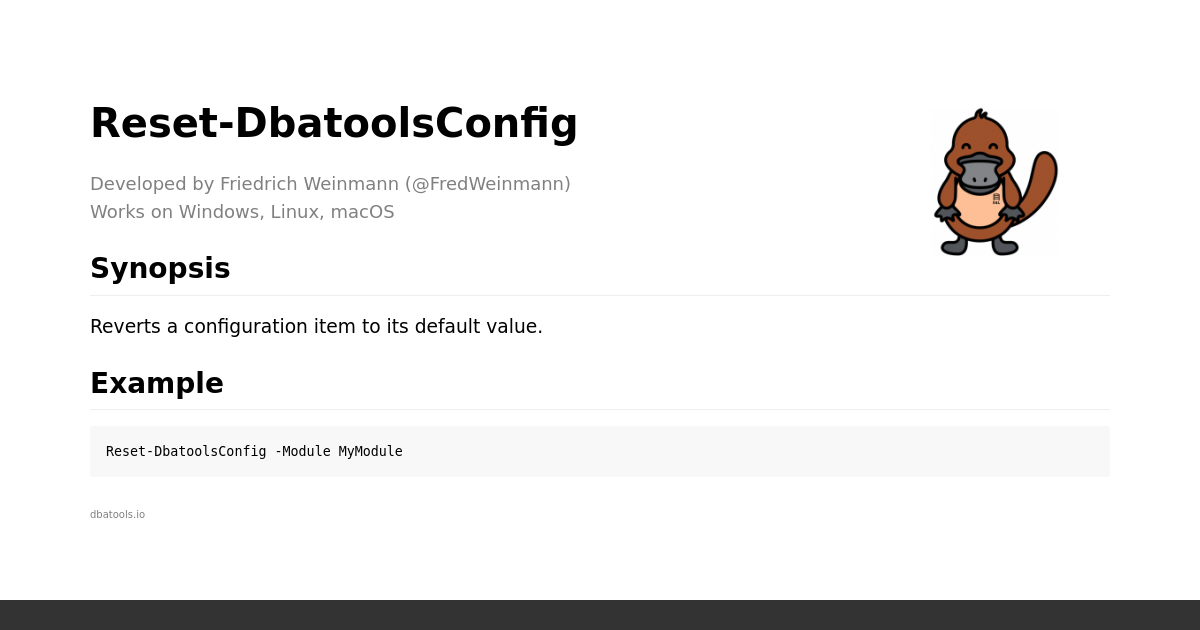 Reset-DbatoolsConfig
Developed by Friedrich Weinmann (@FredWeinmann)
Works on Windows, Linux, macOS
Synopsis
Reverts a configuration item to its default value.
Example
Reset-DbatoolsConfig -Module MyModule
dbatools.io